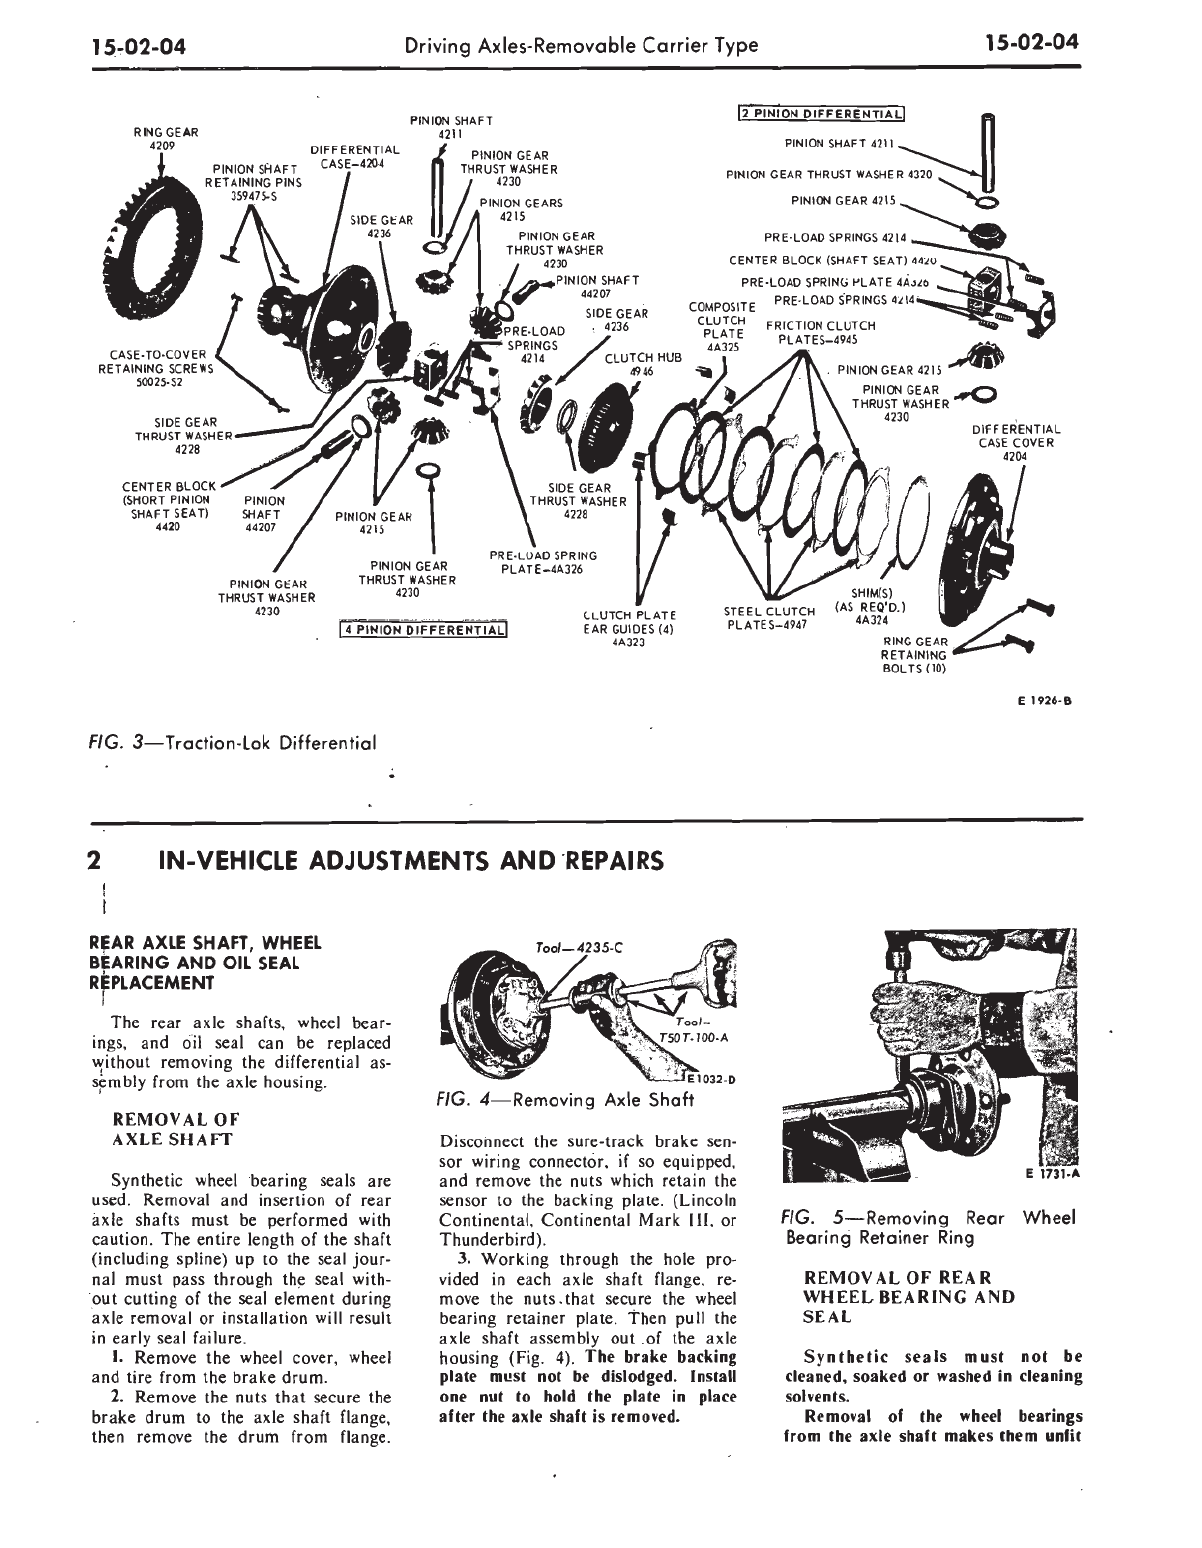 15-02-04
Driving Axles-Removable Carrier Type
15-02-04
RING GEAR
4209
PINION SHAFT
RETAINING PINS
359475-S
DIFFERENTIAL
CASE-4204
PINION SHAFT
4211
PINION GEAR
THRUST WASHER
4230
PINION GEARS
4215
SIDE GEAR
4236
PINION GEAR
THRUST WASHER
4230
PINION SHAFT
44207
PRE-LOAD
SPRINGS
4214
SIDE GEAR
4236
CLUTCH HUB
4946
COMPOSITE
CLUTCH
PLATE
4A325
FRICTION CLUTCH
PLATES-4945
2 PINION DIFFERENTIAL
PINION SHAFT 4211
PINION GEAR THRUST WASHER 4320
PINION GEAR 4215
PRE-LOAD SPRINGS 4214
CENTER BLOCK (SHAFT SEAT) 4420
PRE-LOAD SPRING PLATE 4A326
PRE-LOAD SPRINGS 4214
PINION GEAR 4215
PINION GEAR
THRUST WASHER
4230
DIFFERENTIAL
CASE COVER
4204
CASE-TO-COVER
RETAINING SCREWS
50025-S2
SIDE GEAR
THRUST WASHER
4228
CENTER BLOCK
(SHORT PINION
SHAFT SEAT)
4420
PINION
SHAFT
44207
PINION GEAR
4215
PINION GEAR
THRUST WASHER
4230
PINION GEAR
THRUST WASHER
4230
SIDE GEAR
THRUST WASHER
4228
PRE-LOAD SPRING
PLATE-4A326
4 PINION DIFFERENTIAL
CLUTCH PLATE
EAR GUIDES (4)
4A323
STEEL CLUTCH
PLATES-4947
SHIM(S)
(AS REQ'D.)
4A324
RING GEAR
RETAINING
BOLTS (10)
E 1926-B
FIG. 3—Traction-Lok Differential
2 IN-VEHICLE ADJUSTMENTS AND REPAIRS
REAR AXLE SHAFT, WHEEL
BEARING AND OIL SEAL
REPLACEMENT
The rear axle shafts, wheel bear-
ings, and oil seal can be replaced
without removing the differential as-
sembly from the axle housing.
REMOVAL OF
AXLE SHAFT
Synthetic wheel bearing seals are
used. Removal and insertion of rear
axle shafts must be performed with
caution. The entire length of the shaft
(including spline) up to the seal jour-
nal must pass through the seal with-
out cutting of the seal element during
axle removal or installation will result
in early seal failure.
1. Remove the wheel cover, wheel
and tire from the brake drum.
2. Remove the nuts that secure the
brake drum to the axle shaft flange,
then remove the drum from flange.
Tool—4235-C
Tool-
T50T-100-A
E1032-D
FIG. 4—Removing Axle Shaft
Disconnect the sure-track brake sen-
sor wiring connector, if so equipped,
and remove the nuts which retain the
sensor to the backing plate. (Lincoln
Continental, Continental Mark III, or
Thunderbird).
3. Working through the hole pro-
vided in each axle shaft flange, re-
move the nuts that secure the wheel
bearing retainer plate. Then pull the
axle shaft assembly out of the axle
housing (Fig. 4). The brake backing
plate must not be dislodged. Install
one nut to hold the plate in place
after the axle shaft is removed.
E 1731-A
FIG. 5—Removing Rear Wheel
Bearing Retainer Ring
REMOVAL OF REAR
WHEEL BEARING AND
SEAL
Synthetic seals must not be
cleaned, soaked or washed in cleaning
solvents.
Removal of the wheel bearings
from the axle shaft makes them unfit